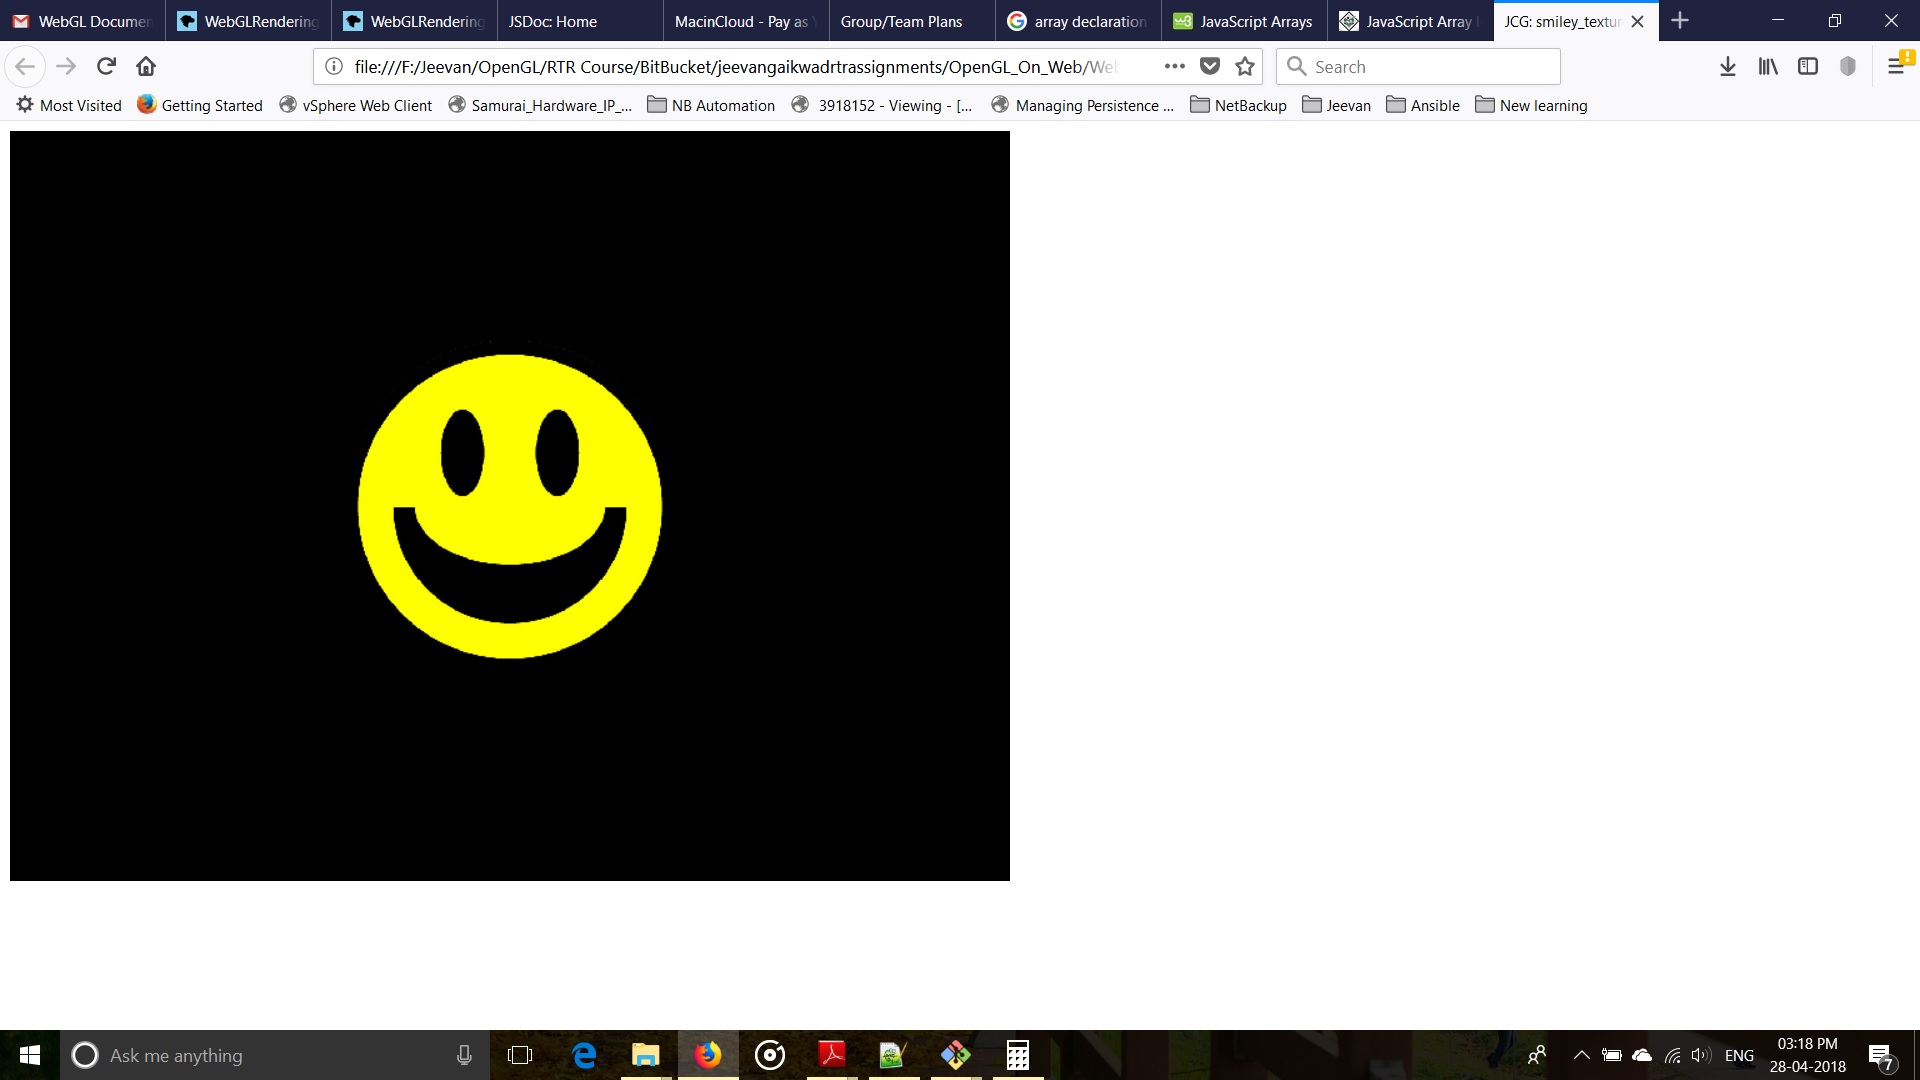 WebGL Documen WebGLRendering WebGLRendering JSDoc: Home MacinCloud - Pay as Group/Team Plans array declaration JavaScript Arrays JavaScript Array JCG: smiley_textur
file:///F:/Jeevan/OpenGL/RTR Course/BitBucket/jeevangaikwadrtrassignments/OpenGL_On_Web/Web Search
Most Visited Getting Started vSphere Web Client Samurai_Hardware_IP_... NB Automation 3918152 - Viewing - [... Managing Persistence ... NetBackup Jeevan Ansible New learning
Ask me anything ENG 03:18 PM
28-04-2018 7